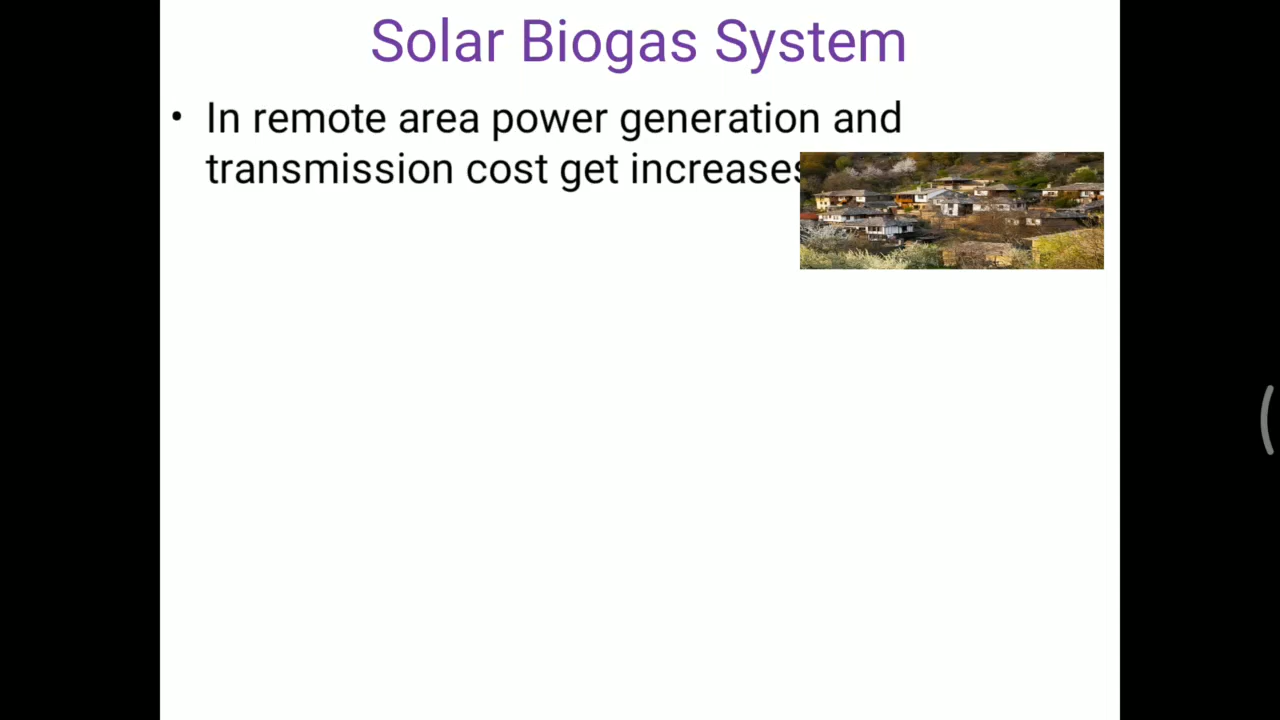 Solar Biogas System
• In remote area power generation and
transmission cost get increases